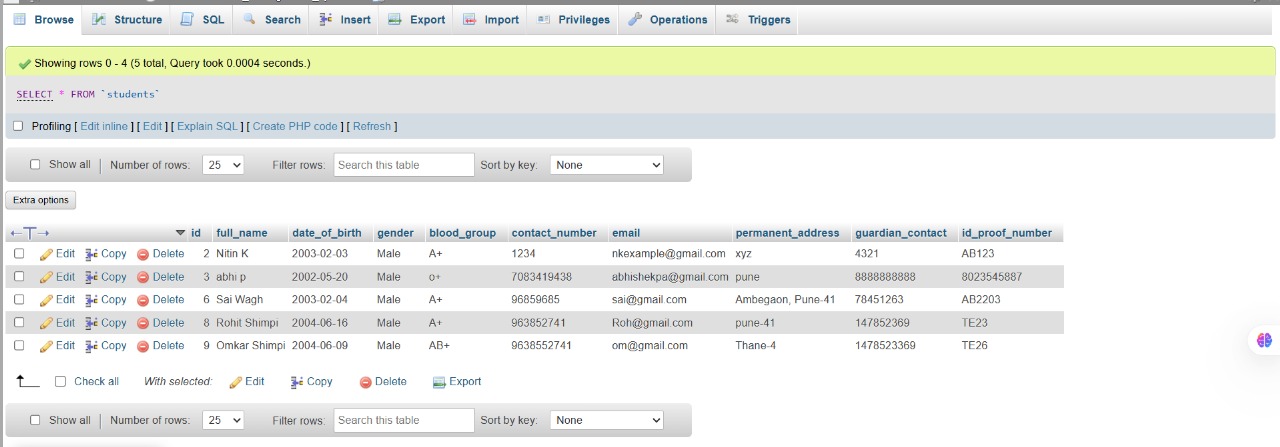 Browse Structure SQL Search Insert Export Import Privileges Operations Triggers
Showing rows 0 - 4 (5 total, Query took 0.0004 seconds.)
SELECT * FROM `students`
Profiling [ Edit inline ] [ Edit ] [ Explain SQL ] [ Create PHP code ] [ Refresh ]
Show all | Number of rows: 25 Filter rows: Search this table Sort by key: None
Extra options
id full_name date_of_birth gender blood_group contact_number email permanent_address guardian_contact id_proof_number
Edit Copy Delete 2 Nitin K 2003-02-03 Male A+ 1234 nkexample@gmail.com xyz 4321 AB123
Edit Copy Delete 3 abhi p 2002-05-20 Male o+ 7083419438 abhishekpa@gmail.com pune 8888888888 8023545887
Edit Copy Delete 6 Sai Wagh 2003-02-04 Male A+ 96859685 sai@gmail.com Ambegaon, Pune-41 78451263 AB2203
Edit Copy Delete 8 Rohit Shimpi 2004-06-16 Male A+ 963852741 Roh@gmail.com pune-41 147852369 TE23
Edit Copy Delete 9 Omkar Shimpi 2004-06-09 Male AB+ 9638552741 om@gmail.com Thane-4 1478523369 TE26
Check all With selected: Edit Copy Delete Export
Show all | Number of rows: 25 Filter rows: Search this table Sort by key: None